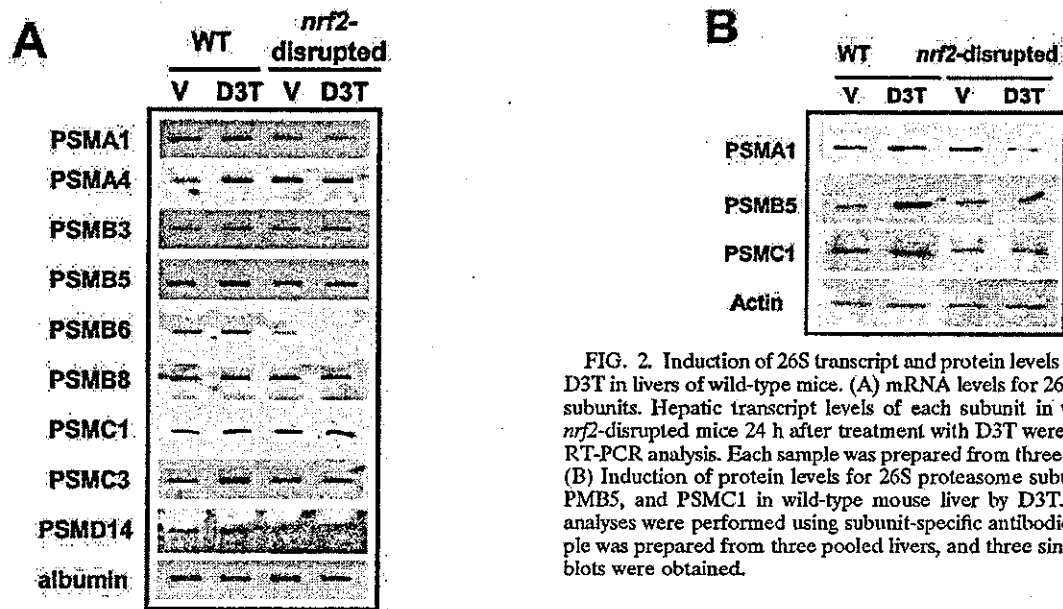 A
WT nrf2-disrupted
V D3T V D3T
PSMA1
PSMA4
PSMB3
PSMB5
PSMB6
PSMB8
PSMC1
PSMC3
PSMD14
albumin
B
WT nrf2-disrupted
V D3T V D3T
PSMA1
PSMB5
PSMC1
Actin
FIG. 2. Induction of 26S transcript and protein levels
D3T in livers of wild-type mice. (A) mRNA levels for 26
subunits. Hepatic transcript levels of each subunit in
nrf2-disrupted mice 24 h after treatment with D3T were
RT-PCR analysis. Each sample was prepared from three
(B) Induction of protein levels for 26S proteasome subu
PMB5, and PSMC1 in wild-type mouse liver by D3T.
analyses were performed using subunit-specific antibodi
ple was prepared from three pooled livers, and three sin
blots were obtained.